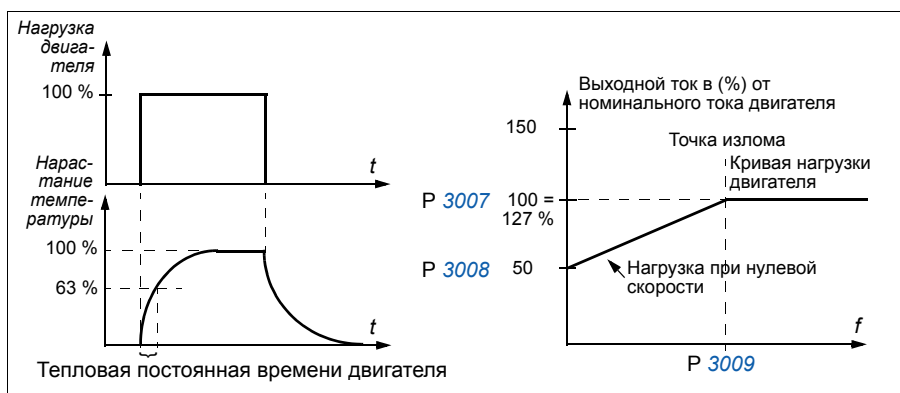 Нагрузка
двига-
теля
100 %
t
Нарас-
тание
темпе-
ратуры
100 %
63 %
t
Тепловая постоянная времени двигателя
Выходной ток в (%) от
номинального тока двигателя
150
Точка излома
Кривая нагрузки
двигателя
P 3007 100 =
127 %
P 3008 50
Нагрузка при нулевой
скорости
f
P 3009